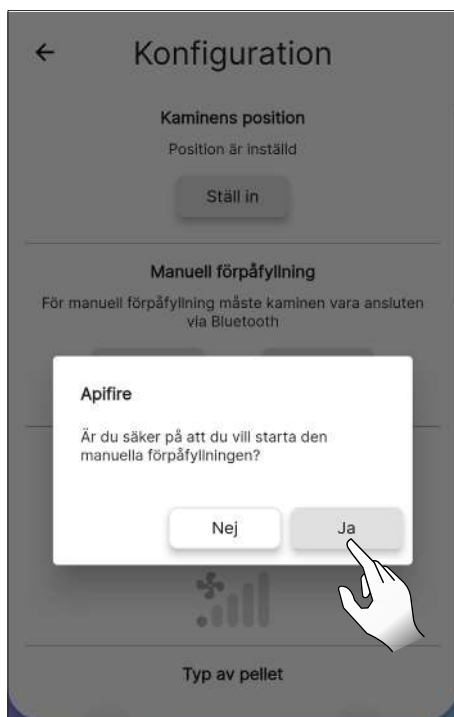 Konfiguration
Kaminens position
Position är inställd
Ställ in
Manuell förpåfyllning
För manuell förpåfyllning måste kaminen vara ansluten
via Bluetooth
Apifire
Är du säker på att du vill starta den
manuella förpåfyllningen?
Nej
Ja
Typ av pellet